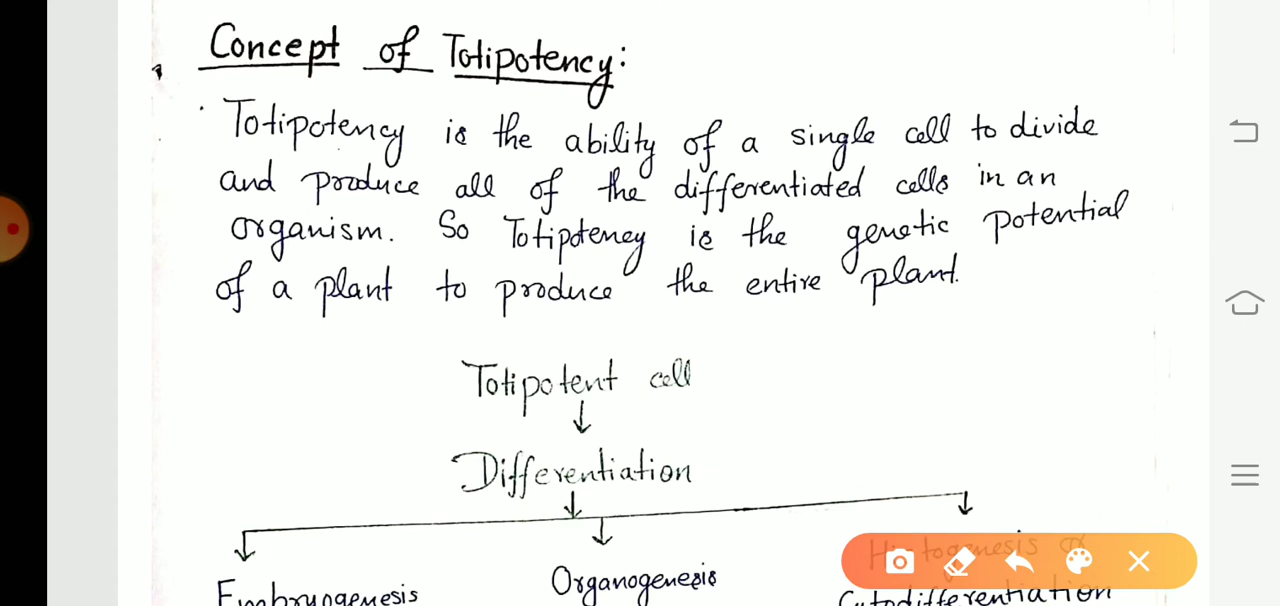 Concept of Totipotency:
Totipotency is the ability of a single cell to divide
and produce all of the differentiated cells in an
organism. So Totipotency is the genetic potential
of a plant to produce the entire plant.
Totipotent cell
Differentiation
Embryogenesis Organogenesis Histogenesis or
Cytodifferentiation